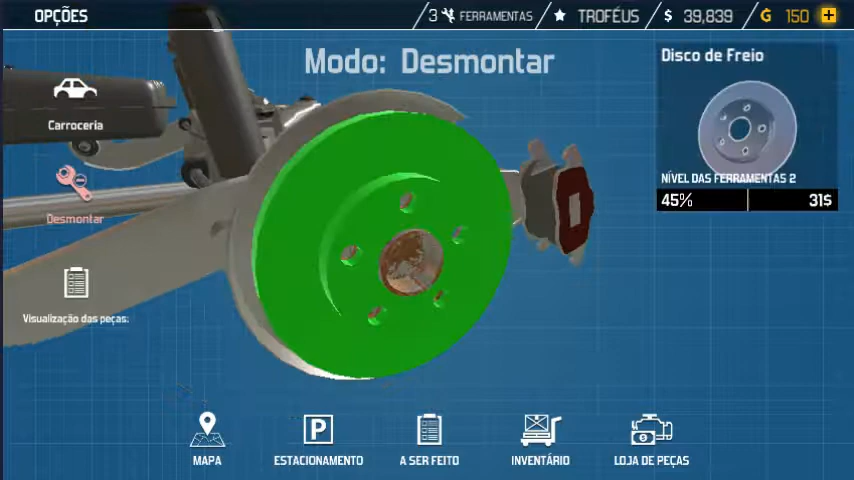 OPÇÕES
3 FERRAMENTAS
TROFÉUS
$ 39,839
G 150 +
Modo: Desmontar
Disco de Freio
NÍVEL DAS FERRAMENTAS 2
45% 31$
Carroceria
Desmontar
Visualização das peças:
P
MAPA
ESTACIONAMENTO
A SER FEITO
INVENTÁRIO
LOJA DE PEÇAS